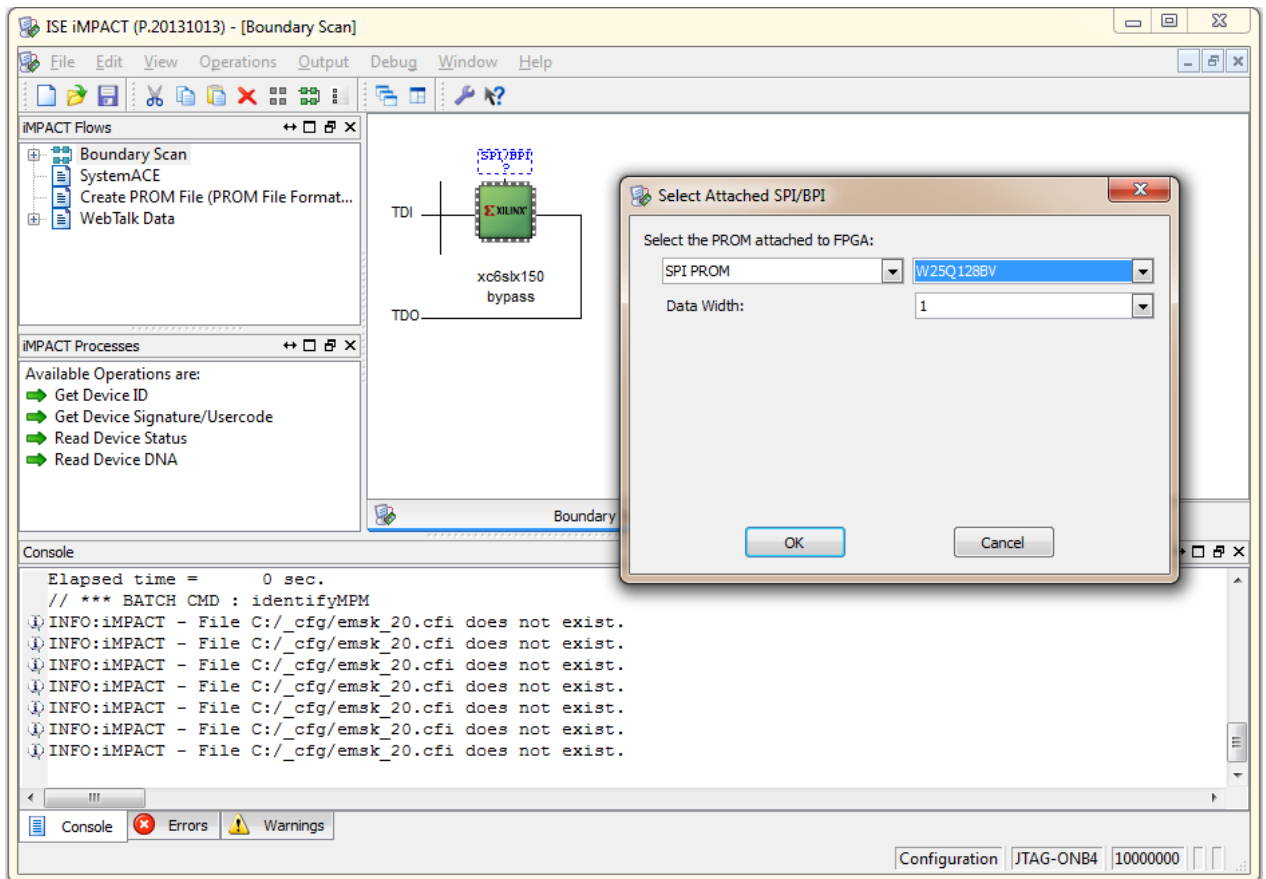 ISE iMPACT (P.20131013) - [Boundary Scan]
File Edit View Operations Output Debug Window Help
iMPACT Flows
Boundary Scan
SystemACE
Create PROM File (PROM File Format...
WebTalk Data
iMPACT Processes
Available Operations are:
Get Device ID
Get Device Signature/Usercode
Read Device Status
Read Device DNA
SPI/BPI
?
TDI
XILINX
xc6slx150
bypass
TDO
Boundary
Select Attached SPI/BPI
Select the PROM attached to FPGA:
SPI PROM W25Q128BV
Data Width: 1
OK Cancel
Console
Elapsed time = 0 sec.
// *** BATCH CMD : identifyMPM
INFO:iMPACT - File C:/_cfg/emsk_20.cfi does not exist.
INFO:iMPACT - File C:/_cfg/emsk_20.cfi does not exist.
INFO:iMPACT - File C:/_cfg/emsk_20.cfi does not exist.
INFO:iMPACT - File C:/_cfg/emsk_20.cfi does not exist.
INFO:iMPACT - File C:/_cfg/emsk_20.cfi does not exist.
INFO:iMPACT - File C:/_cfg/emsk_20.cfi does not exist.
INFO:iMPACT - File C:/_cfg/emsk_20.cfi does not exist.
Console Errors Warnings
Configuration JTAG-ONB4 10000000